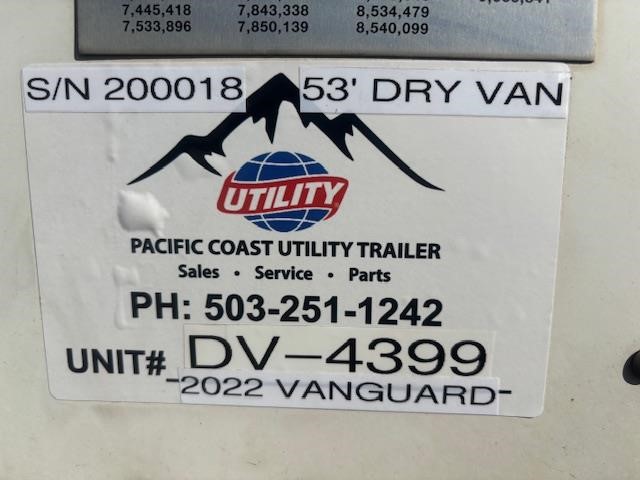 7,445,418 7,843,338 8,534,479
7,533,896 7,850,139 8,540,099
S/N 200018 53' DRY VAN
UTILITY
PACIFIC COAST UTILITY TRAILER
Sales • Service • Parts
PH: 503-251-1242
UNIT# DV-4399
-2022 VANGUARD-